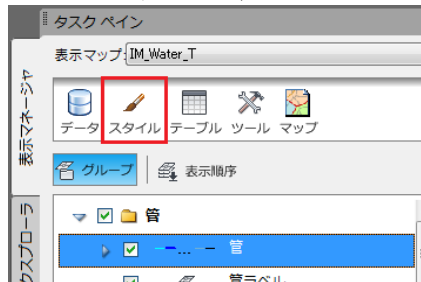 タスク ペイン
表示マップ:IM_Water_T
データ スタイル テーブル ツール マップ
グループ 表示順序
管
管
管ラベル
表示マネージャ
クスプローラ